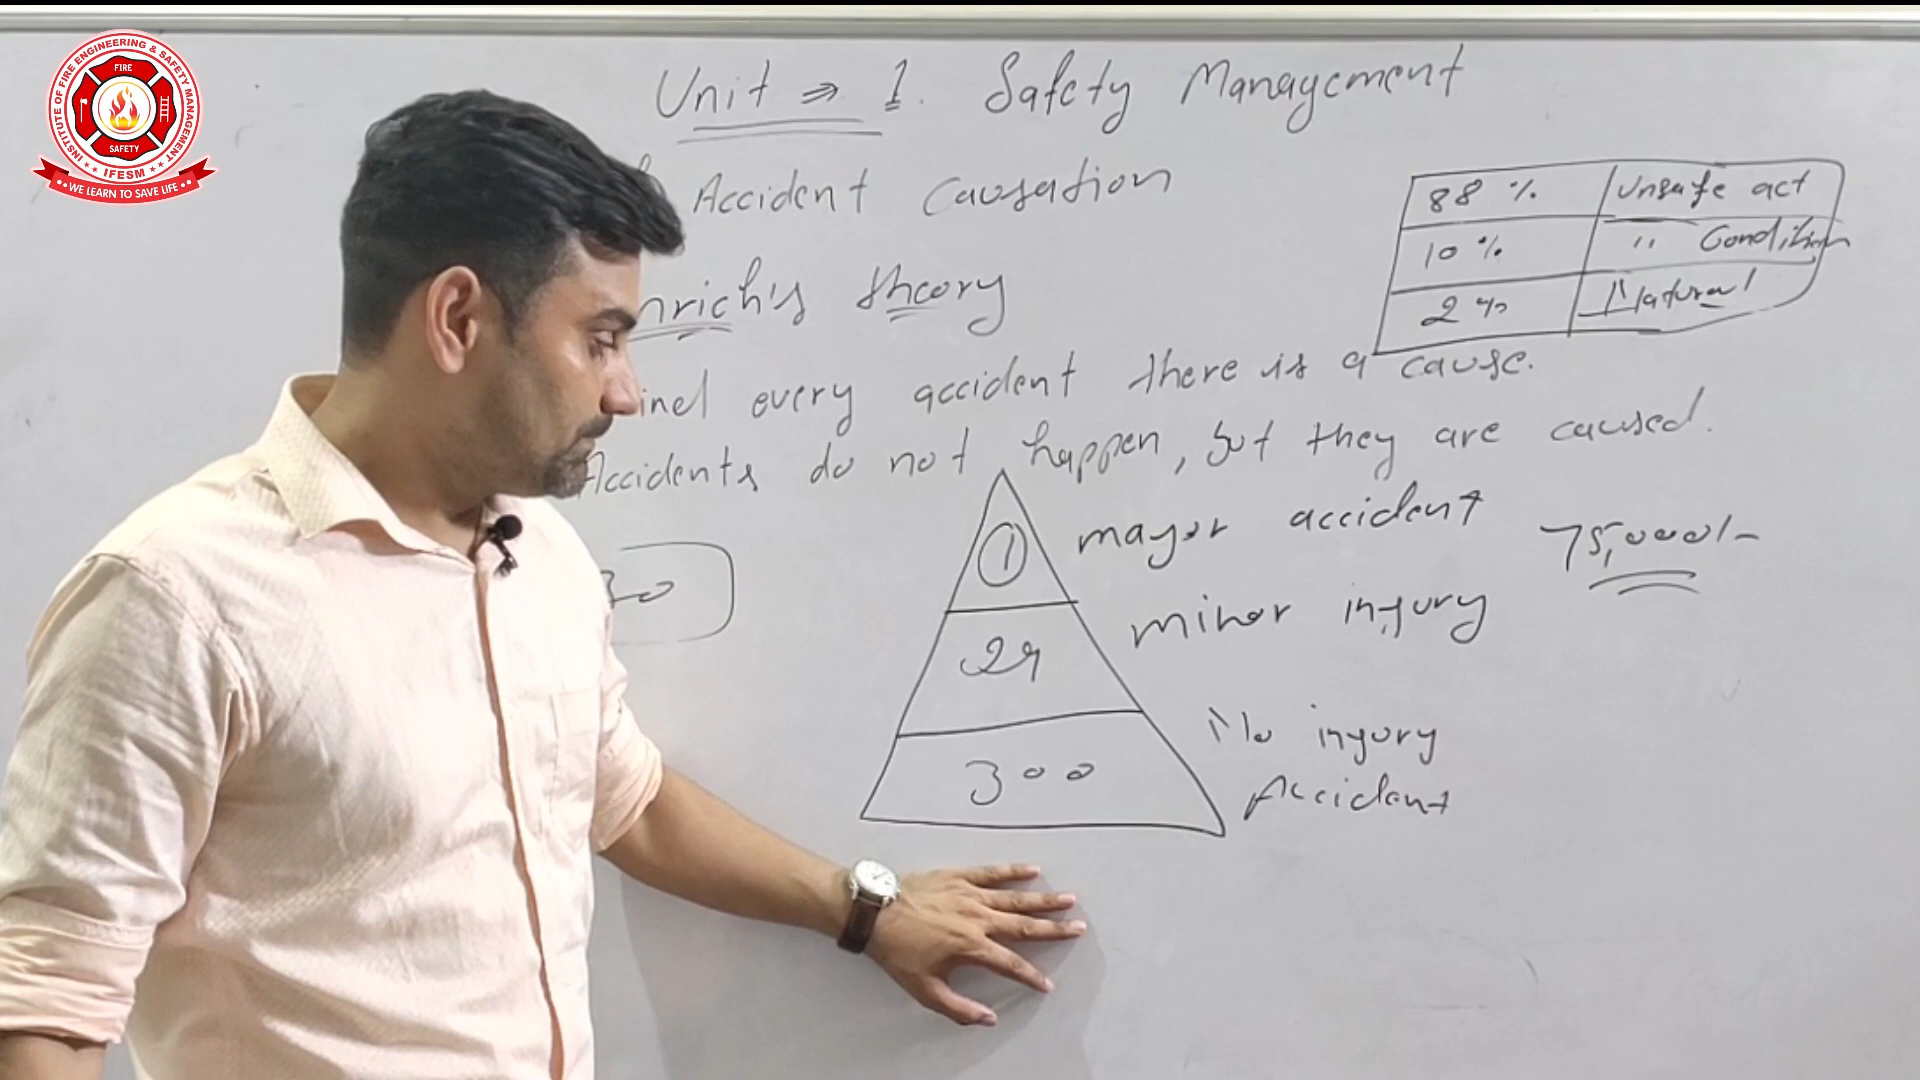 INSTITUTE OF FIRE ENGINEERING & SAFETY MANAGEMENT
FIRE
SAFETY
IFESM
WE LEARN TO SAVE LIFE
Unit ⇒ 1. Safety Management
Accident Causation
nrich's theory
88 % Unsafe act
10 % " Condition
2 % Natural
inel every accident there is a cause.
Accidents do not happen, but they are caused.
1 major accident 75,000/-
30
29 minor injury
300 No injury
Accident